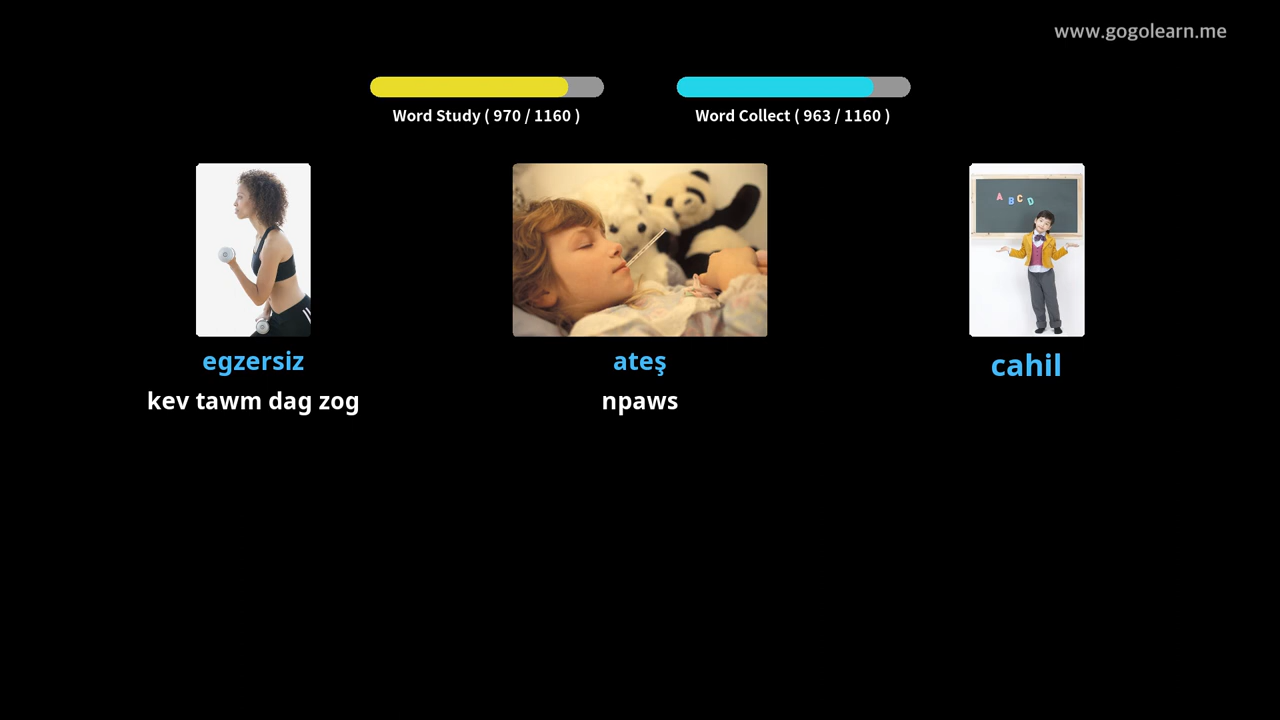 www.gogolearn.me
Word Study ( 970 / 1160 )
Word Collect ( 963 / 1160 )
A B C D
egzersiz
ateş
cahil
kev tawm dag zog
npaws